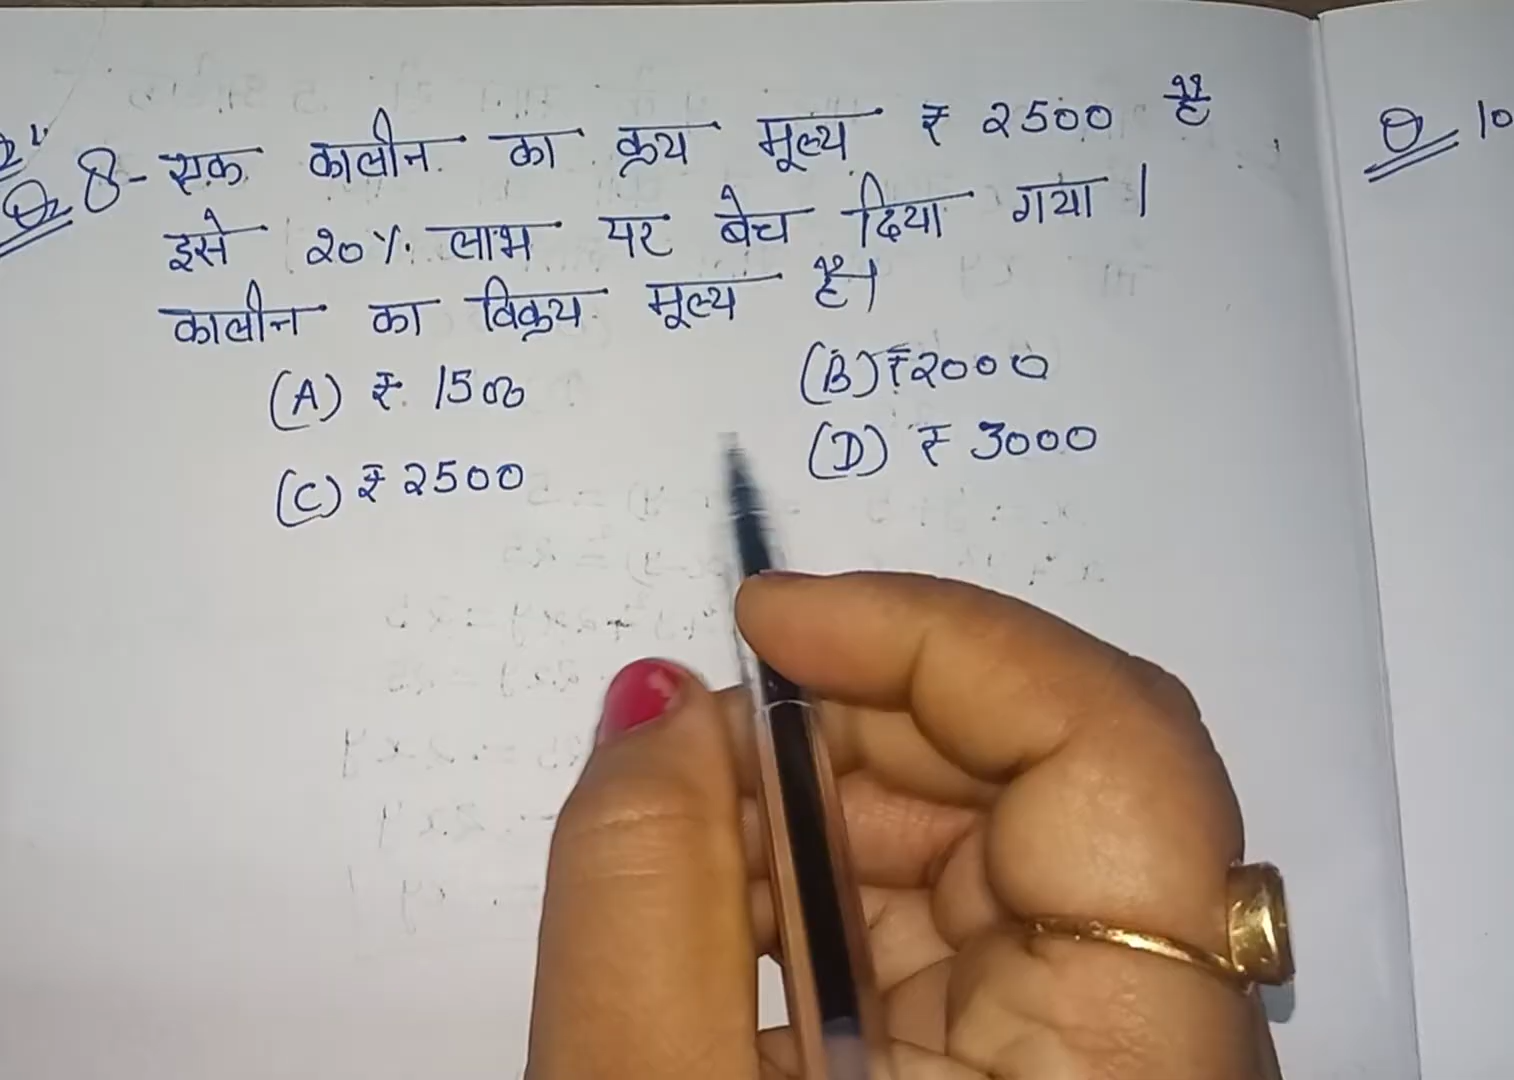 Q 8- एक कालीन का क्रय मूल्य ₹ 2500 है
इसे 20% लाभ पर बेच दिया गया।
कालीन का विक्रय मूल्य है।
(A) ₹ 1500
(B) ₹2000
(C) ₹ 2500
(D) ₹ 3000
Q 10